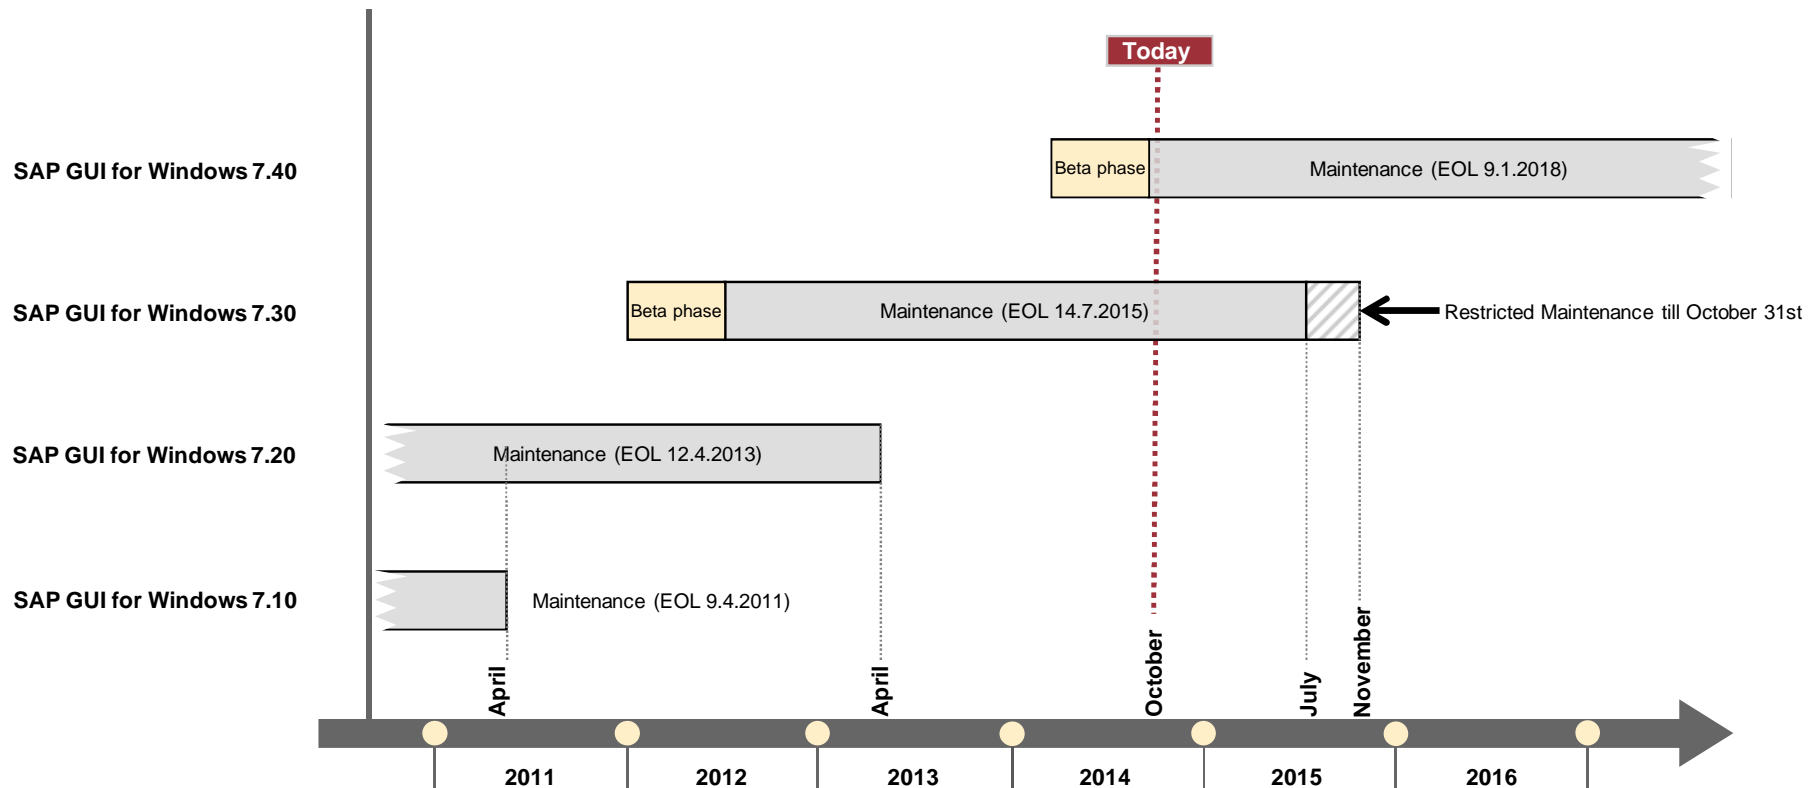 Today
SAP GUI for Windows 7.40
Beta phase
Maintenance (EOL 9.1.2018)
SAP GUI for Windows 7.30
Beta phase
Maintenance (EOL 14.7.2015)
Restricted Maintenance till October 31st
SAP GUI for Windows 7.20
Maintenance (EOL 12.4.2013)
SAP GUI for Windows 7.10
Maintenance (EOL 9.4.2011)
April
April
October
July
November
2011
2012
2013
2014
2015
2016